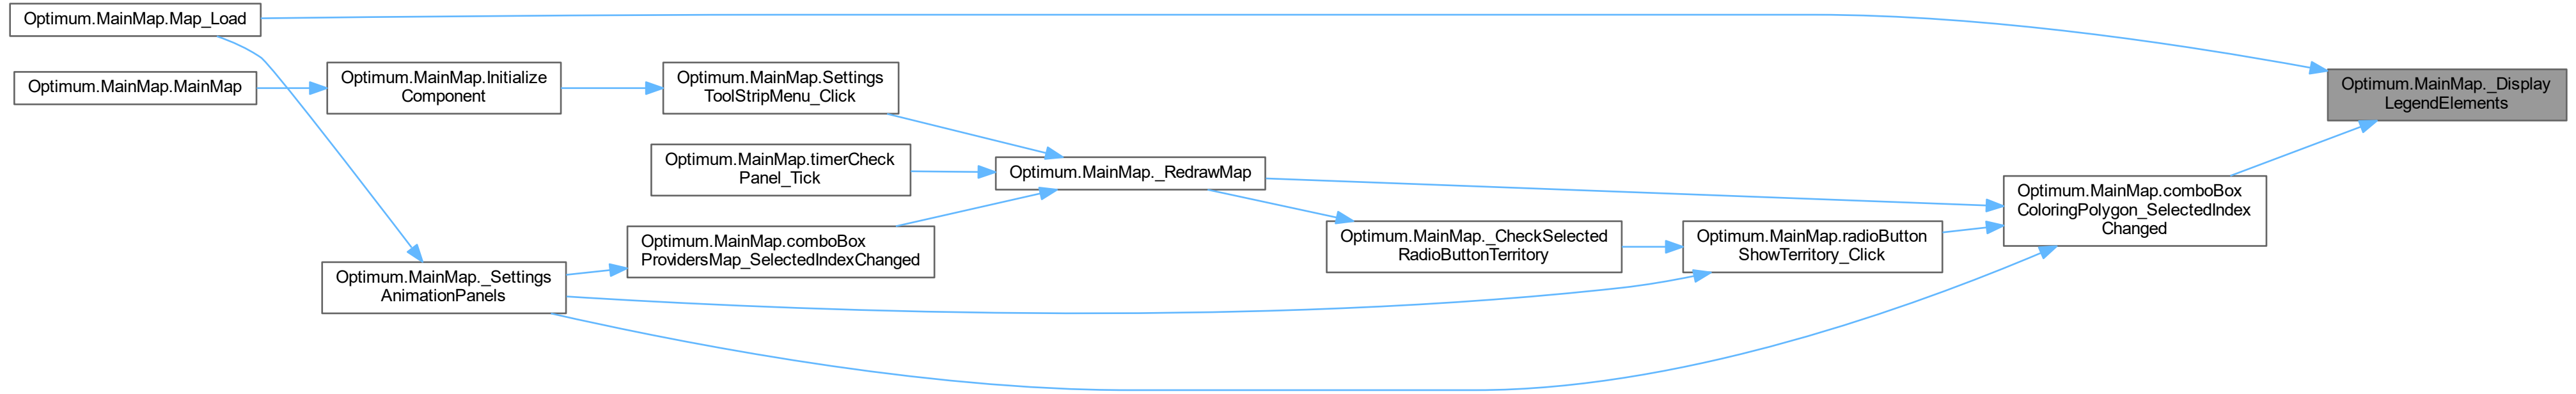 Optimum.MainMap.Map_Load
Optimum.MainMap.MainMap
Optimum.MainMap.Initialize
Component
Optimum.MainMap.Settings
ToolStripMenu_Click
Optimum.MainMap._Display
LegendElements
Optimum.MainMap.timerCheck
Panel_Tick
Optimum.MainMap._RedrawMap
Optimum.MainMap.comboBox
ColoringPolygon_SelectedIndex
Changed
Optimum.MainMap.comboBox
ProvidersMap_SelectedIndexChanged
Optimum.MainMap._CheckSelected
RadioButtonTerritory
Optimum.MainMap.radioButton
ShowTerritory_Click
Optimum.MainMap._Settings
AnimationPanels